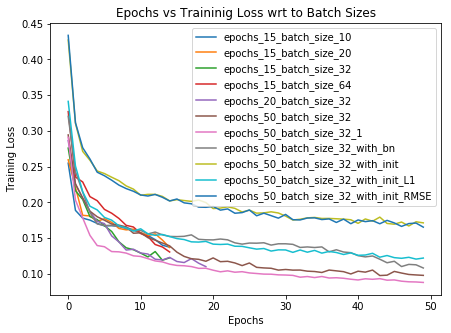 Epochs vs Traininig Loss wrt to Batch Sizes
0.45
0.40
0.35
0.30
0.25
0.20
0.15
0.10
Training Loss
epochs_15_batch_size_10
epochs_15_batch_size_20
epochs_15_batch_size_32
epochs_15_batch_size_64
epochs_20_batch_size_32
epochs_50_batch_size_32
epochs_50_batch_size_32_1
epochs_50_batch_size_32_with_bn
epochs_50_batch_size_32_with_init
epochs_50_batch_size_32_with_init_L1
epochs_50_batch_size_32_with_init_RMSE
0 10 20 30 40 50
Epochs